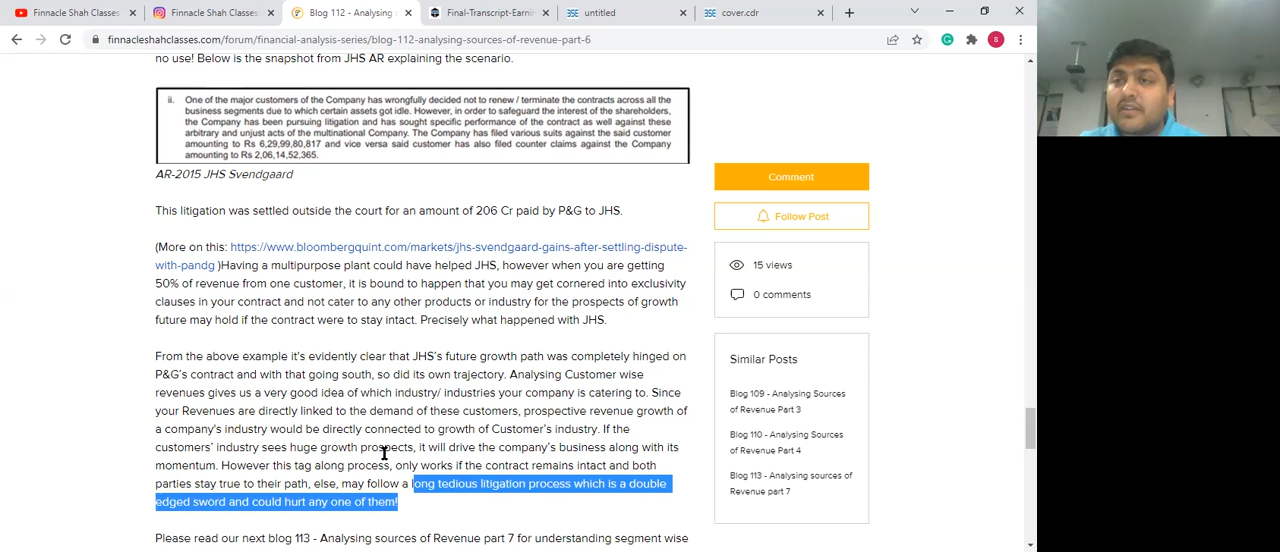 Finnacle Shah Classes
Finnacle Shah Classes
Blog 112 - Analysing
Final-Transcript-Earni
untitled
cover.cdr
finnacleshahclasses.com/forum/financial-analysis-series/blog-112-analysing-sources-of-revenue-part-6
S
no use! Below is the snapshot from JHS AR explaining the scenario.
ii. One of the major customers of the Company has wrongfully decided not to renew / terminate the contracts across all the
business segments due to which certain assets got idle. However, in order to safeguard the interest of the shareholders,
the Company has been pursuing litigation and has sought specific performance of the contract as well against these
arbitrary and unjust acts of the multinational Company. The Company has filed various suits against the said customer
amounting to Rs 6,29,99,80,817 and vice versa said customer has also filed counter claims against the Company
amounting to Rs 2,06,14,52,365.
AR-2015 JHS Svendgaard
This litigation was settled outside the court for an amount of 206 Cr paid by P&G to JHS.
(More on this: https://www.bloombergquint.com/markets/jhs-svendgaard-gains-after-settling-dispute-
with-pandg )Having a multipurpose plant could have helped JHS, however when you are getting
50% of revenue from one customer, it is bound to happen that you may get cornered into exclusivity
clauses in your contract and not cater to any other products or industry for the prospects of growth
future may hold if the contract were to stay intact. Precisely what happened with JHS.
From the above example it's evidently clear that JHS's future growth path was completely hinged on
P&G's contract and with that going south, so did its own trajectory. Analysing Customer wise
revenues gives us a very good idea of which industry/ industries your company is catering to. Since
your Revenues are directly linked to the demand of these customers, prospective revenue growth of
a company's industry would be directly connected to growth of Customer's industry. If the
customers' industry sees huge growth prospects, it will drive the company's business along with its
momentum. However this tag along process, only works if the contract remains intact and both
parties stay true to their path, else, may follow a long tedious litigation process which is a double
edged sword and could hurt any one of them!
Please read our next blog 113 - Analysing sources of Revenue part 7 for understanding segment wise
Comment
Follow Post
15 views
0 comments
Similar Posts
Blog 109 - Analysing Sources
of Revenue Part 3
Blog 110 - Analysing Sources
of Revenue Part 4
Blog 113 - Analysing sources of
Revenue part 7